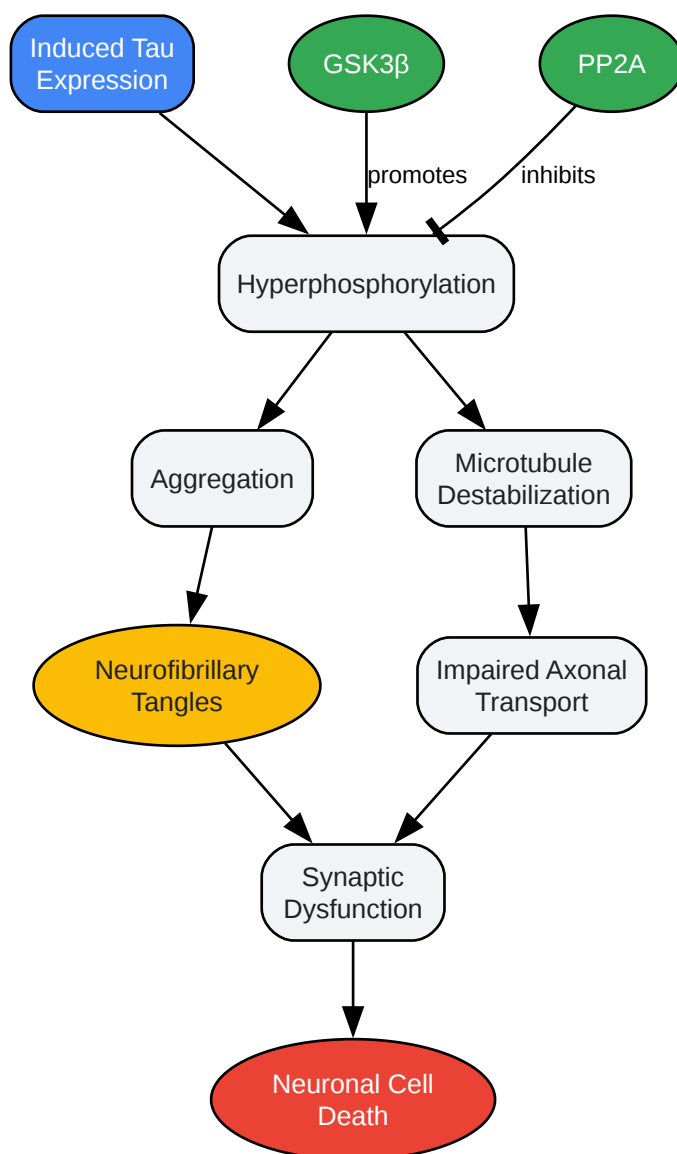 Induced Tau
Expression
GSK3β
PP2A
promotes
inhibits
Hyperphosphorylation
Aggregation
Microtubule
Destabilization
Neurofibrillary
Tangles
Impaired Axonal
Transport
Synaptic
Dysfunction
Neuronal Cell
Death